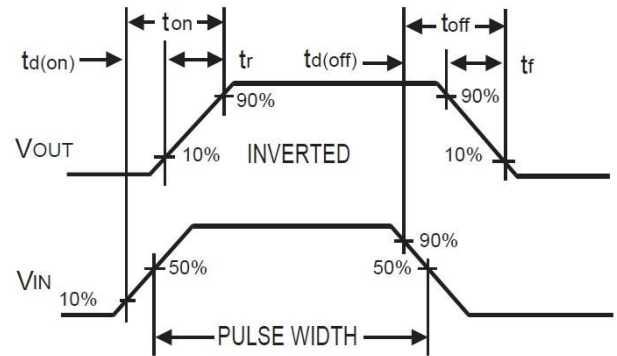 ton
toff
td(on)
tr
td(off)
tf
90%
90%
VOUT
10%
INVERTED
10%
90%
50%
50%
VIN
10%
PULSE WIDTH